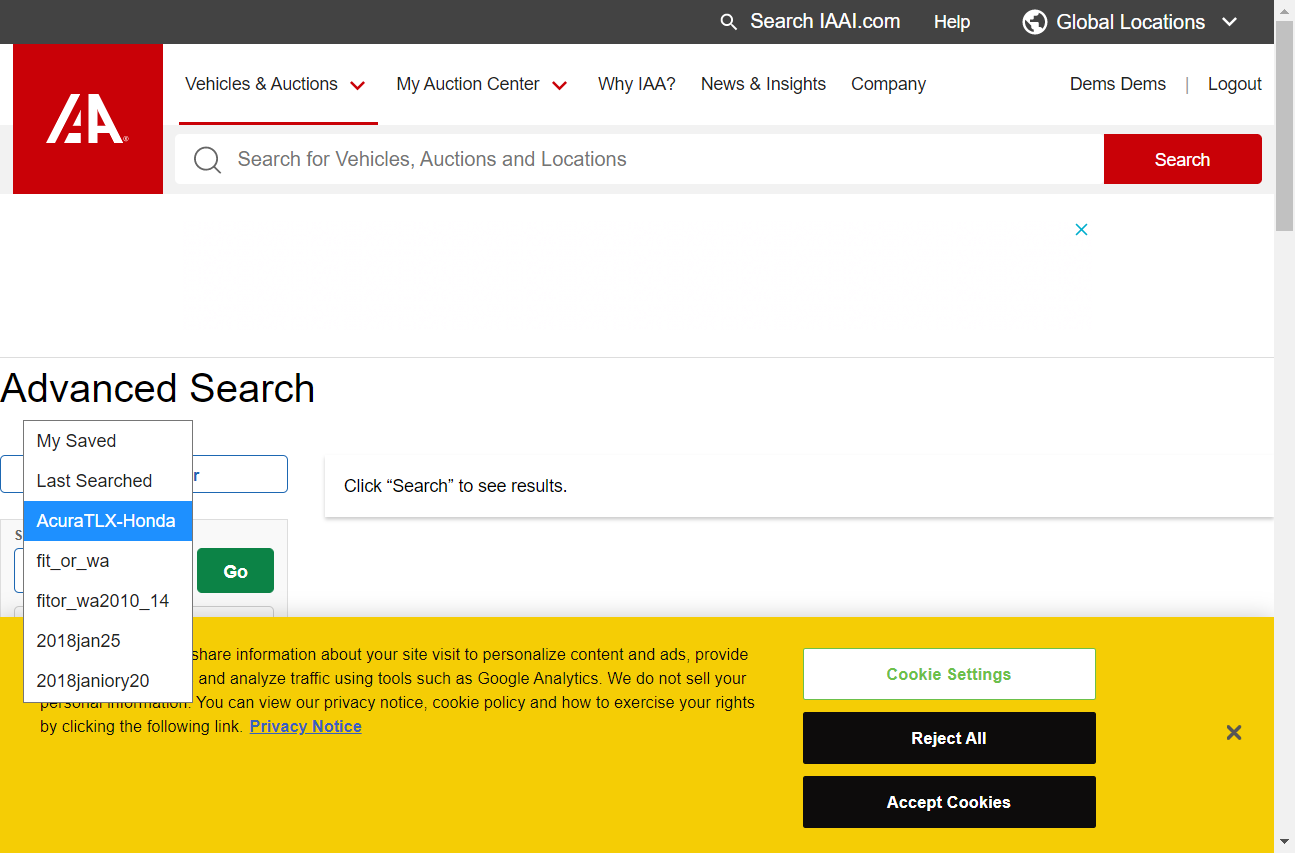 Search IAAI.com Help Global Locations
IAA®
Vehicles & Auctions My Auction Center Why IAA? News & Insights Company Dems Dems | Logout
Search for Vehicles, Auctions and Locations Search
Advanced Search
My Saved
Last Searched
AcuraTLX-Honda
fit_or_wa
fitor_wa2010_14
2018jan25
2018janiory20
Click “Search” to see results.
Go
share information about your site visit to personalize content and ads, provide
and analyze traffic using tools such as Google Analytics. We do not sell your
personal information. You can view our privacy notice, cookie policy and how to exercise your rights
by clicking the following link. Privacy Notice
Cookie Settings
Reject All
Accept Cookies